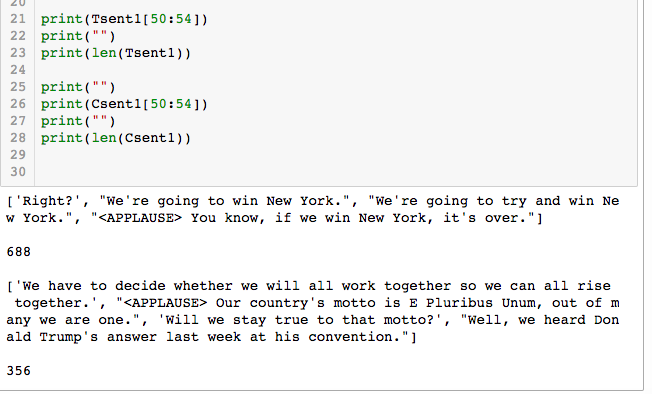 20
21 print(Tsent1[50:54])
22 print("")
23 print(len(Tsent1))
24
25 print("")
26 print(Csent1[50:54])
27 print("")
28 print(len(Csent1))
29
30
['Right?', "We're going to win New York.", "We're going to try and win Ne
w York.", "<APPLAUSE> You know, if we win New York, it's over."]
688
['We have to decide whether we will all work together so we can all rise
 together.', "<APPLAUSE> Our country's motto is E Pluribus Unum, out of m
any we are one.", 'Will we stay true to that motto?', "Well, we heard Don
ald Trump's answer last week at his convention."]
356